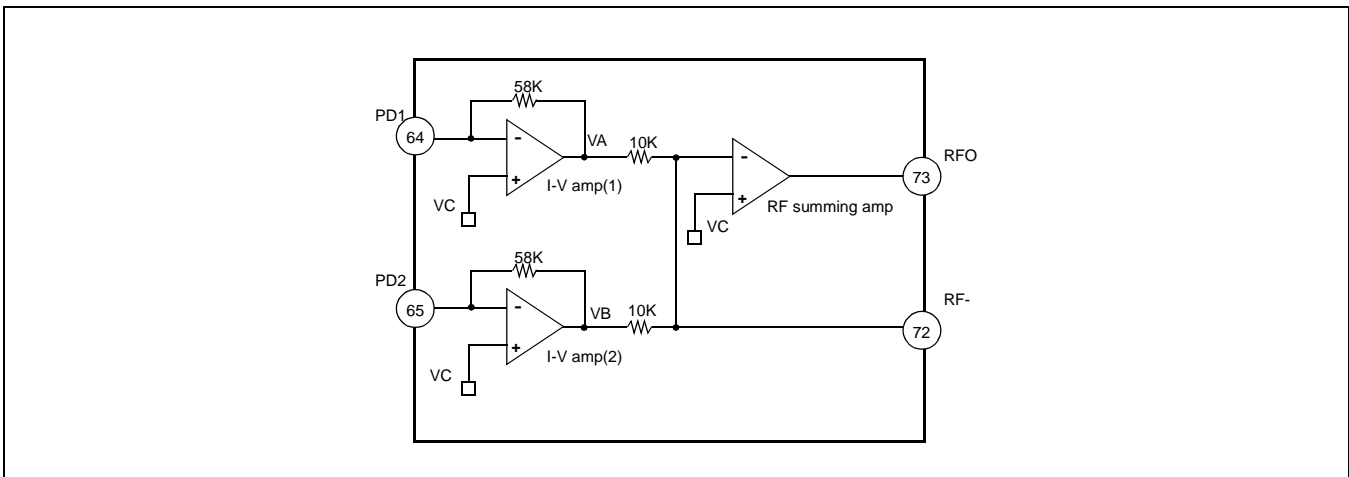 58K
PD1
64
-
VA
10K
+
I-V amp(1)
VC
-
+
VC
RF summing amp
RFO
73
58K
PD2
65
-
VB
10K
+
I-V amp(2)
VC
RF-
72